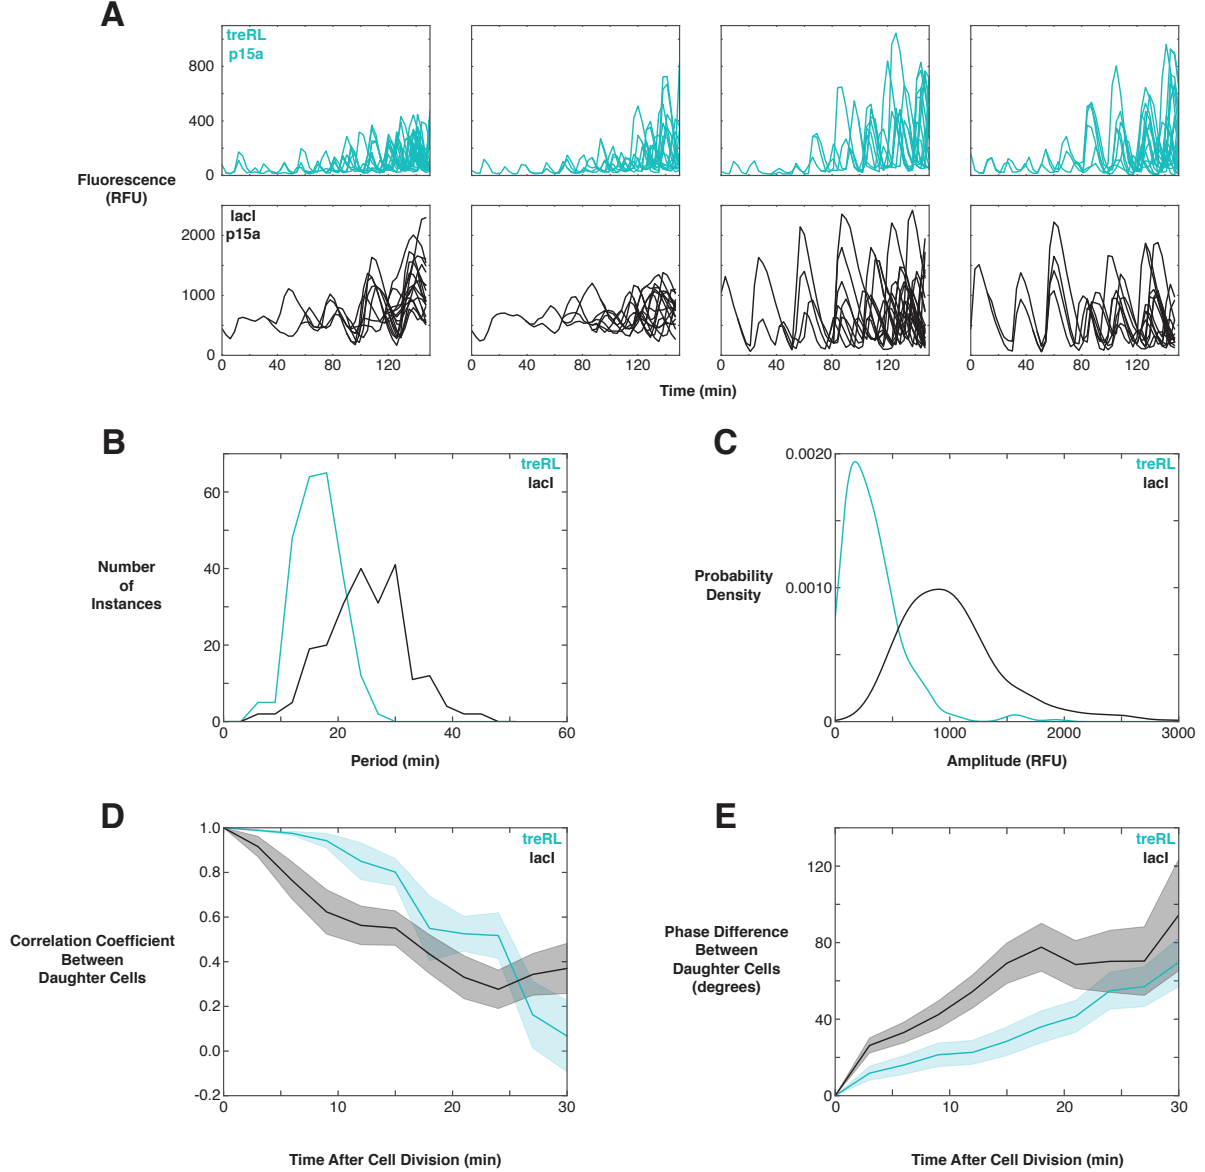 A
treRL
p15a
800
400
0
Fluorescence
(RFU)
lacI
p15a
2000
1000
0
0 40 80 120 0 40 80 120 0 40 80 120 0 40 80 120
Time (min)
B
treRL
lacI
60
40
20
0
0 20 40 60
Number
of
Instances
Period (min)
C
treRL
lacI
0.0020
0.0010
0
0 1000 2000 3000
Probability
Density
Amplitude (RFU)
D
treRL
lacI
1.0
0.8
0.6
0.4
0.2
0.0
-0.2
0 10 20 30
Correlation Coefficient
Between
Daughter Cells
Time After Cell Division (min)
E
treRL
lacI
120
80
40
0
0 10 20 30
Phase Difference
Between
Daughter Cells
(degrees)
Time After Cell Division (min)